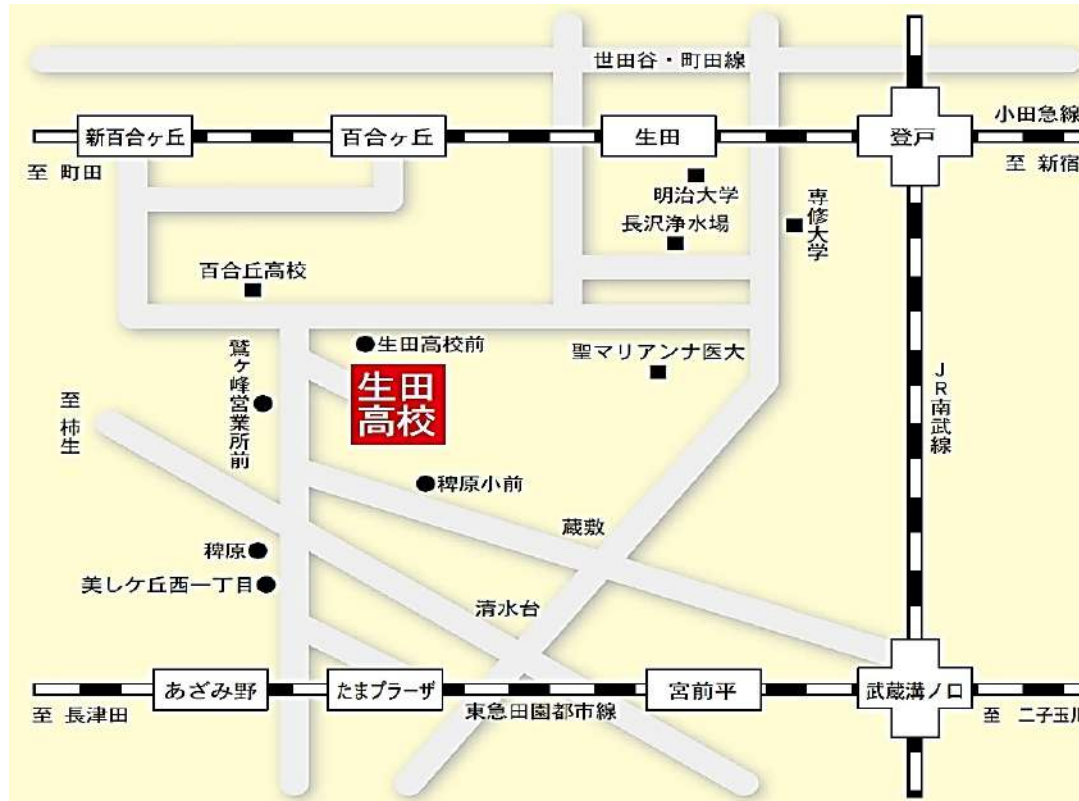 世田谷・町田線
小田急線
新百合ヶ丘
百合ヶ丘
生田
登戸
至 町田
至 新宿
明治大学
専修大学
長沢浄水場
百合丘高校
生田高校前
聖マリアンナ医大
鷲ヶ峰営業所前
生田
高校
JR南武線
至 柿生
稗原小前
蔵敷
稗原
美しケ丘西一丁目
清水台
あざみ野
たまプラーザ
宮前平
武蔵溝ノ口
至 長津田
東急田園都市線
至 二子玉川